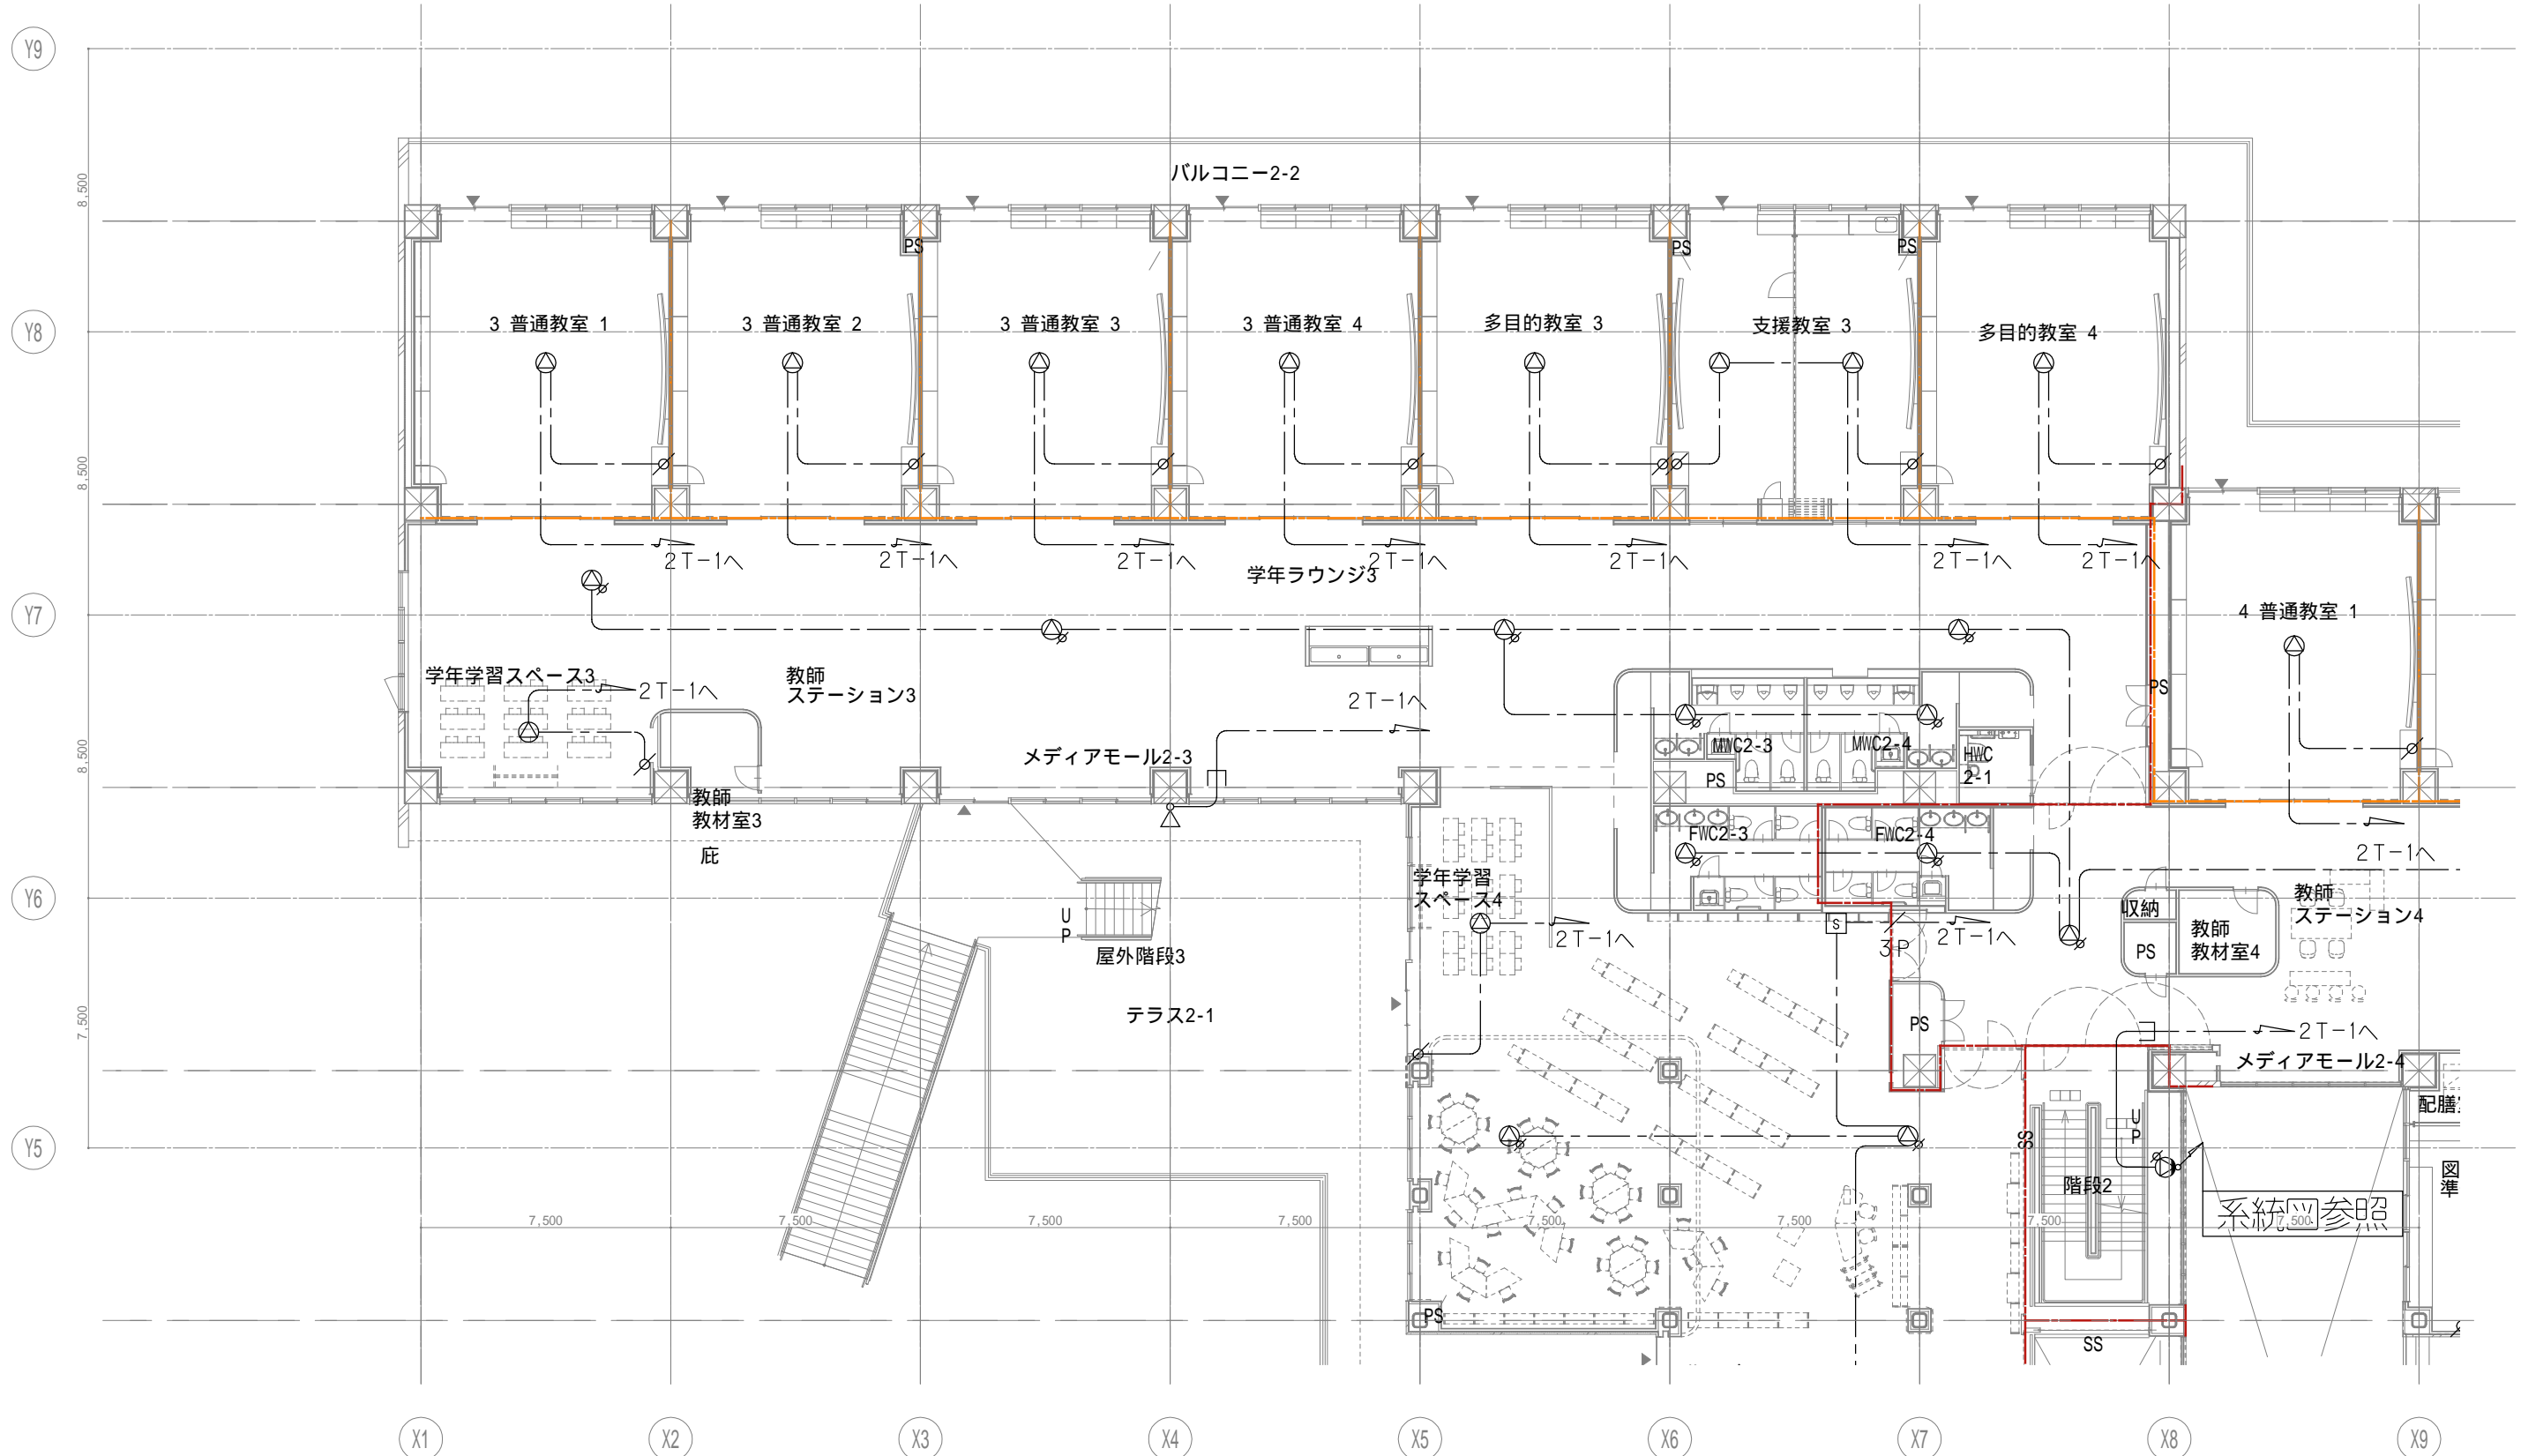 Y9
8,500
バルコニー2-2
PS
PS
PS
Y8
3 普通教室 1
3 普通教室 2
3 普通教室 3
3 普通教室 4
多目的教室 3
支援教室 3
多目的教室 4
8,500
2T-1へ
2T-1へ
2T-1へ
2T-1へ
2T-1へ
2T-1へ
2T-1へ
学年ラウンジ3
Y7
4 普通教室 1
学年学習スペース3
2T-1へ
教師
ステーション3
2T-1へ
PS
8,500
メディアモール2-3
MWC2-3
MWC2-4
HWC
2-1
PS
教師
教材室3
庇
FWC2-3
FWC2-4
2T-1へ
Y6
学年学習
スペース4
教師
ステーション4
収納
UP
2T-1へ
S
3P
2T-1へ
教師
教材室4
PS
屋外階段3
テラス2-1
7,500
PS
2T-1へ
メディアモール2-4
配膳
Y5
UP
SS
階段2
図
準
系統図参照
7,500
7,500
7,500
7,500
7,500
7,500
7,500
7,500
PS
SS
X1
X2
X3
X4
X5
X6
X7
X8
X9